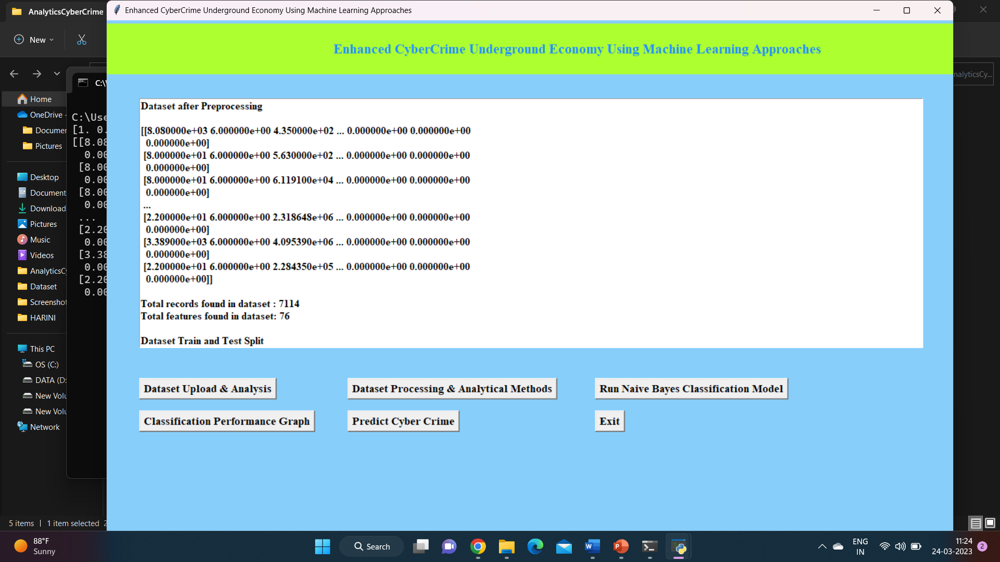 AnalyticsCyberCrime
Enhanced CyberCrime Underground Economy Using Machine Learning Approaches
New
Enhanced CyberCrime Underground Economy Using Machine Learning Approaches
nalyticsCy...
C:\
Home
OneDrive -
Documen
Pictures
Desktop
Document
Download
Pictures
Music
Videos
AnalyticsCy
Dataset
Screenshot
HARINI
This PC
OS (C:)
DATA (D:
New Volu
New Volu
Network
C:\Use
[1. 0.
[[8.08
0.00
[8.00
0.00
[8.00
0.00
...
[2.20
0.00
[3.38
0.00
[2.20
0.00
Dataset after Preprocessing
[[8.080000e+03 6.000000e+00 4.350000e+02 ... 0.000000e+00 0.000000e+00
0.000000e+00]
[8.000000e+01 6.000000e+00 5.630000e+02 ... 0.000000e+00 0.000000e+00
0.000000e+00]
[8.000000e+01 6.000000e+00 6.119100e+04 ... 0.000000e+00 0.000000e+00
0.000000e+00]
...
[2.200000e+01 6.000000e+00 2.318648e+06 ... 0.000000e+00 0.000000e+00
0.000000e+00]
[3.389000e+03 6.000000e+00 4.095390e+06 ... 0.000000e+00 0.000000e+00
0.000000e+00]
[2.200000e+01 6.000000e+00 2.284350e+05 ... 0.000000e+00 0.000000e+00
0.000000e+00]]
Total records found in dataset : 7114
Total features found in dataset: 76
Dataset Train and Test Split
Dataset Upload & Analysis
Dataset Processing & Analytical Methods
Run Naive Bayes Classification Model
Classification Performance Graph
Predict Cyber Crime
Exit
5 items | 1 item selected 2
88°F
Sunny
Search
ENG
IN
11:24
24-03-2023
2